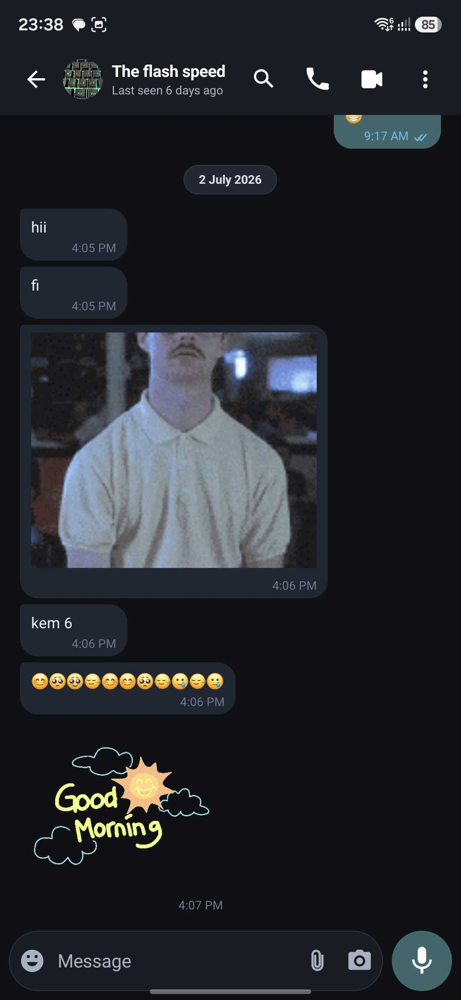 23:38
6
85
The flash speed
Last seen 6 days ago
9:17 AM
2 July 2026
hii
4:05 PM
fi
4:05 PM
4:06 PM
kem 6
4:06 PM
😊🥺🥹😮‍💨😊😊🥺😮‍💨🥲😮‍💨🥲
4:06 PM
Good
Morning
4:07 PM
Message